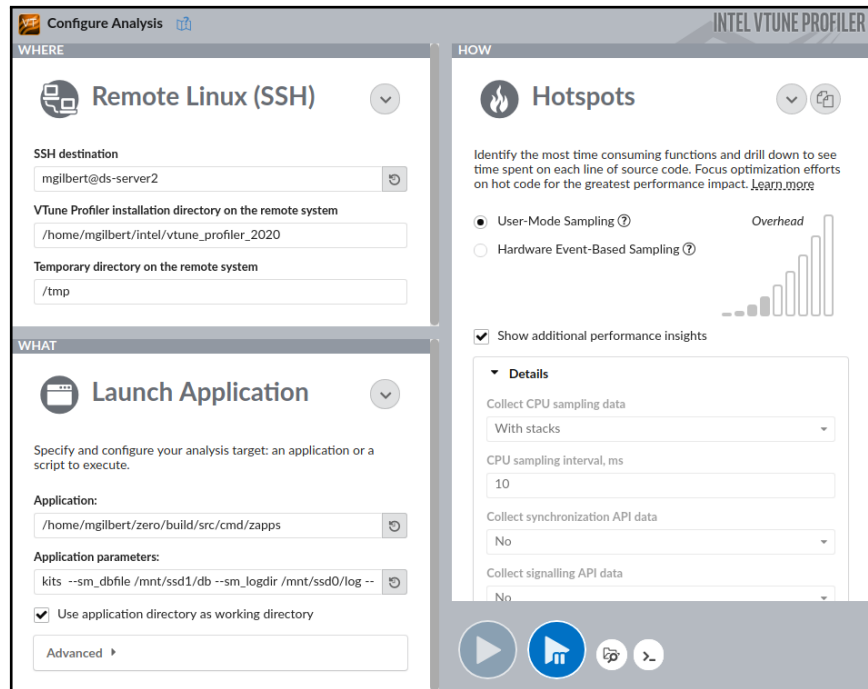 Configure Analysis
INTEL VTUNE PROFILER
WHERE
Remote Linux (SSH)
SSH destination
mgilbert@ds-server2
VTune Profiler installation directory on the remote system
/home/mgilbert/intel/vtune_profiler_2020
Temporary directory on the remote system
/tmp
WHAT
Launch Application
Specify and configure your analysis target: an application or a
script to execute.
Application:
/home/mgilbert/zero/build/src/cmd/zapps
Application parameters:
kits --sm_dbfile /mnt/ssd1/db --sm_logdir /mnt/ssd0/log --
Use application directory as working directory
Advanced
HOW
Hotspots
Identify the most time consuming functions and drill down to see
time spent on each line of source code. Focus optimization efforts
on hot code for the greatest performance impact. Learn more
User-Mode Sampling ?
Overhead
Hardware Event-Based Sampling ?
Show additional performance insights
Details
Collect CPU sampling data
With stacks
CPU sampling interval, ms
10
Collect synchronization API data
No
Collect signalling API data
No